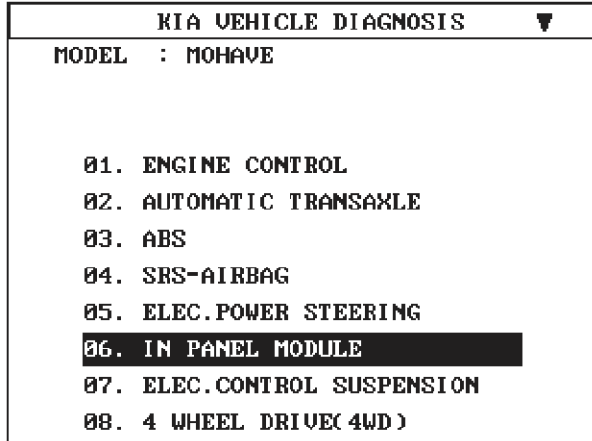 KIA VEHICLE DIAGNOSIS ▼
MODEL : MOHAVE
01. ENGINE CONTROL
02. AUTOMATIC TRANSAXLE
03. ABS
04. SRS-AIRBAG
05. ELEC.POWER STEERING
06. IN PANEL MODULE
07. ELEC.CONTROL SUSPENSION
08. 4 WHEEL DRIVE(4WD)